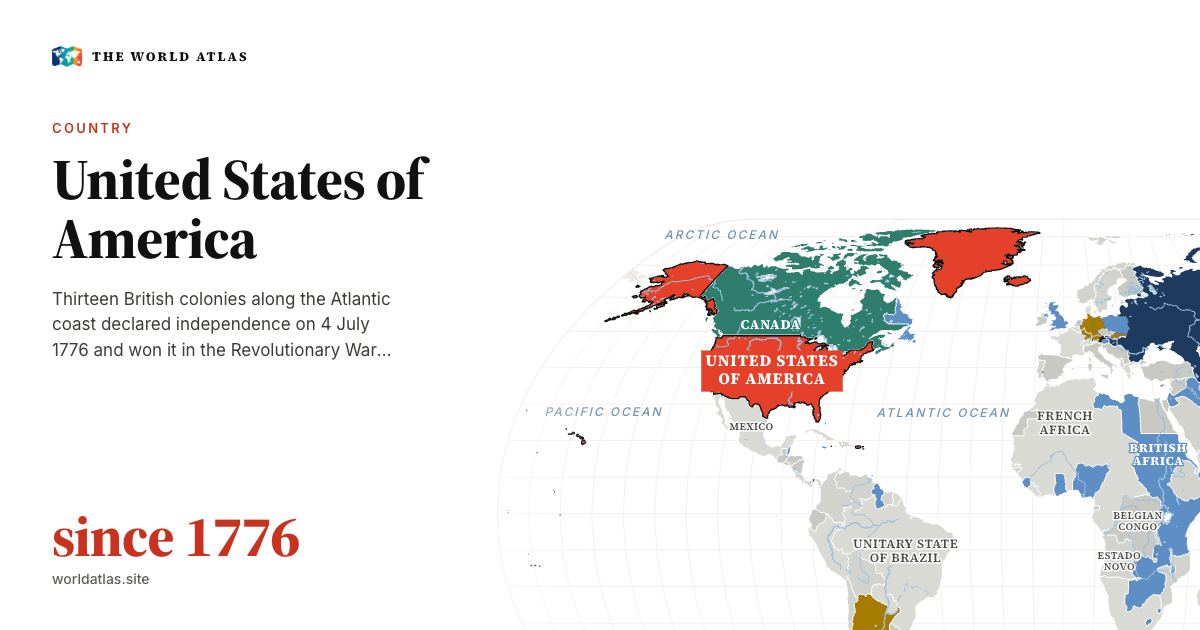 THE WORLD ATLAS
COUNTRY
United States of
America
Thirteen British colonies along the Atlantic
coast declared independence on 4 July
1776 and won it in the Revolutionary War...
since 1776
worldatlas.site
ARCTIC OCEAN
CANADA
UNITED STATES
OF AMERICA
PACIFIC OCEAN
ATLANTIC OCEAN
MEXICO
FRENCH
AFRICA
BRITISH
AFRICA
BELGIAN
CONGO
UNITARY STATE
OF BRAZIL
ESTADO
NOVO